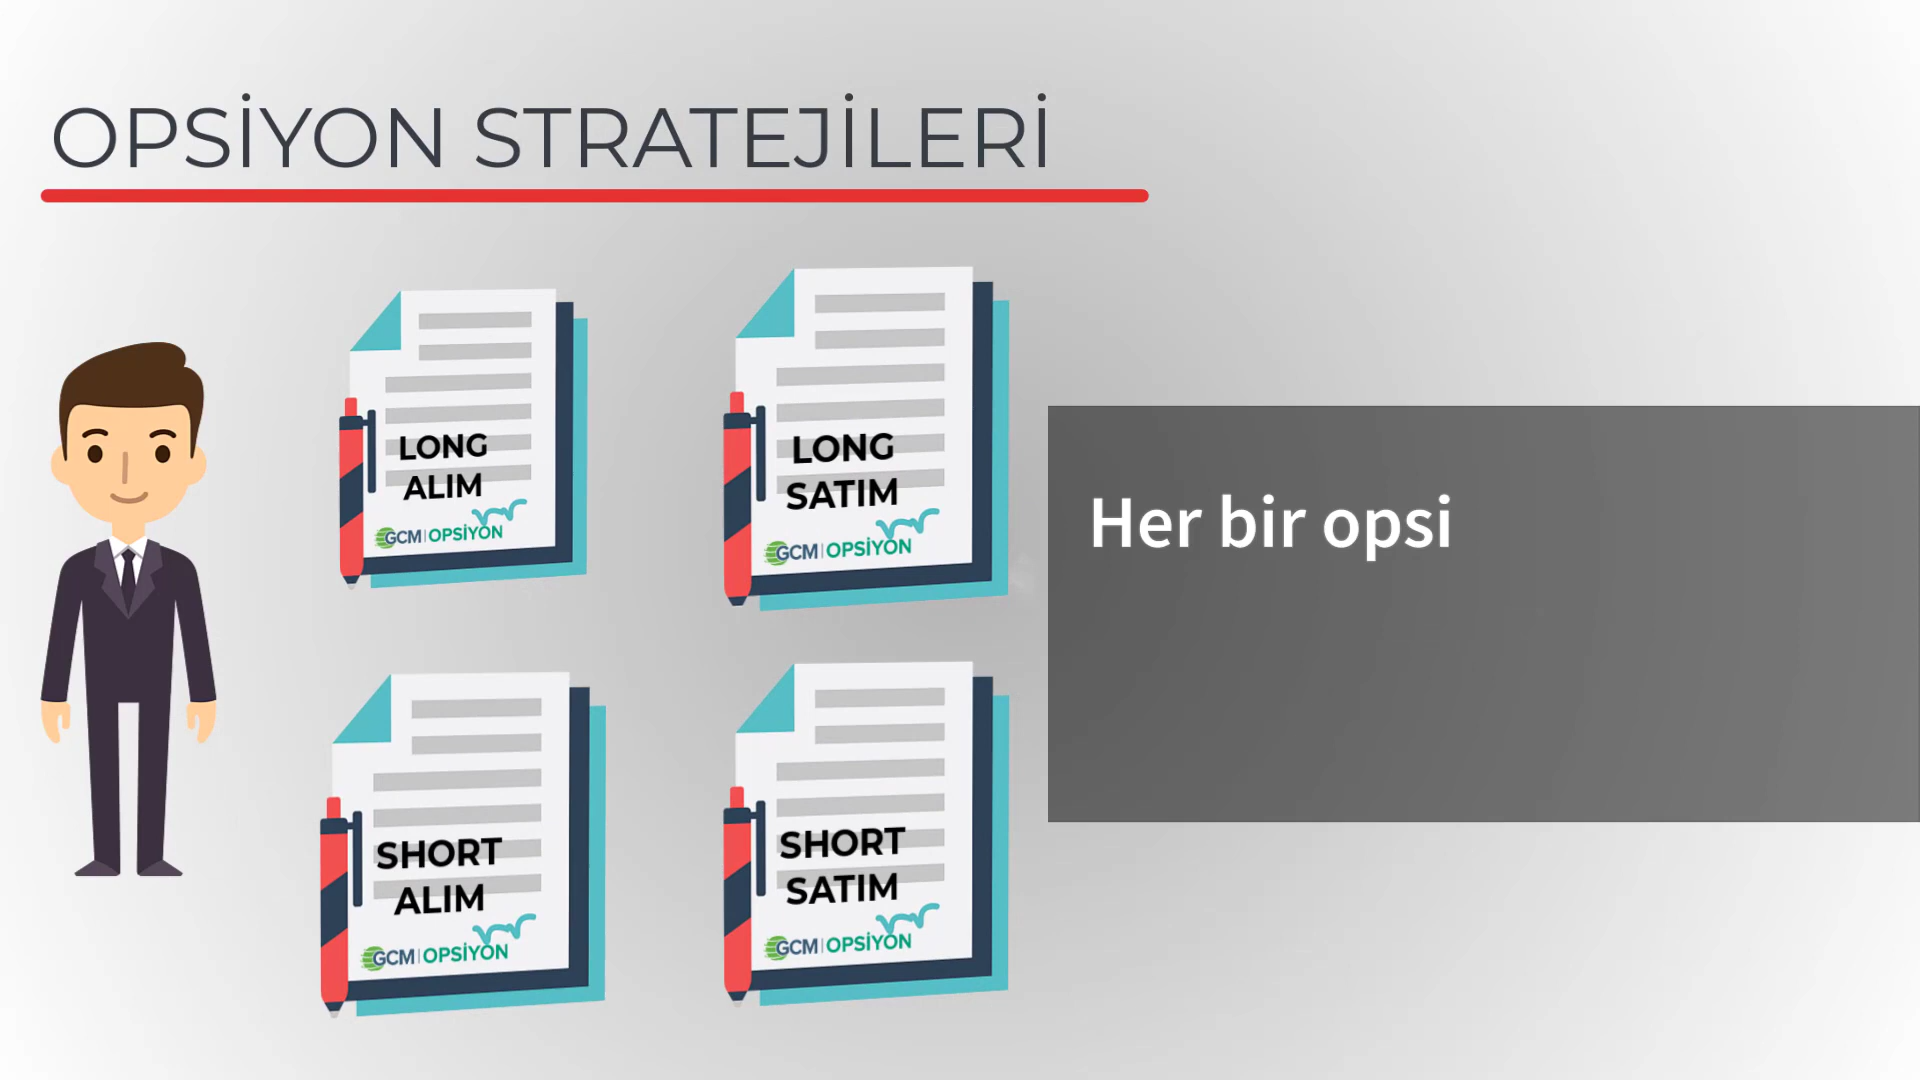 OPSİYON STRATEJİLERİ
LONG
ALIM
GCM | OPSİYON
LONG
SATIM
GCM | OPSİYON
Her bir opsi
SHORT
ALIM
GCM | OPSİYON
SHORT
SATIM
GCM | OPSİYON